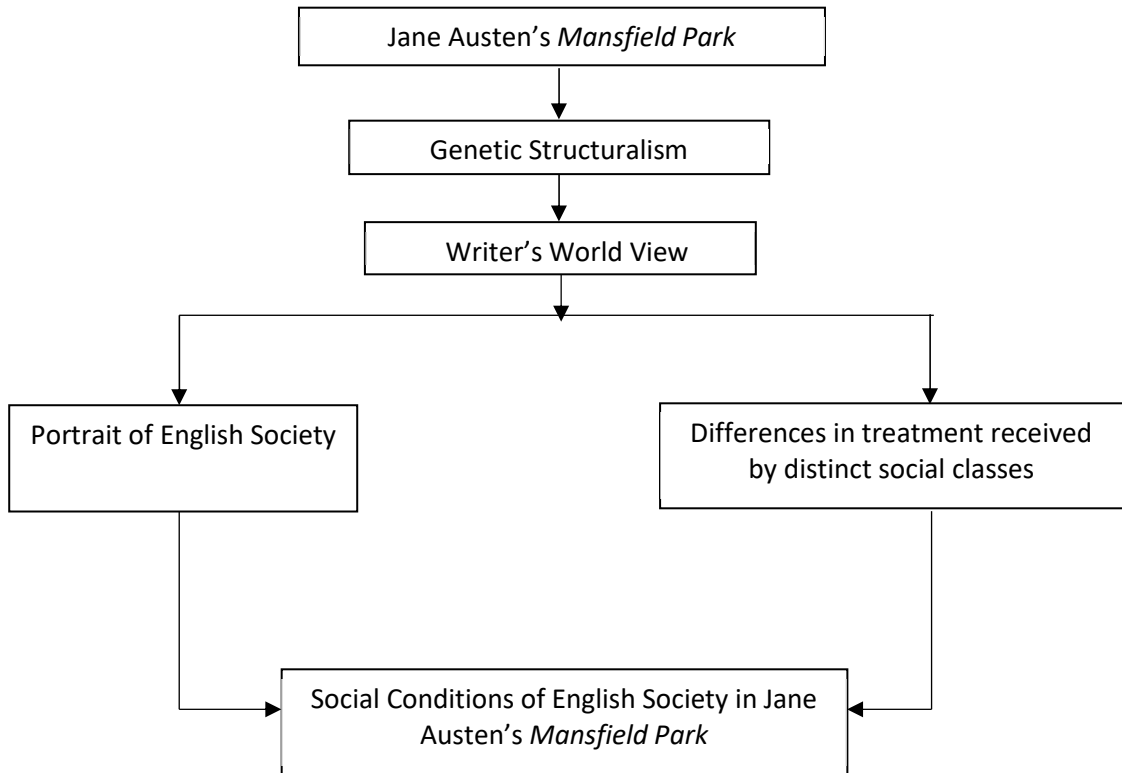 Jane Austen’s Mansfield Park
Genetic Structuralism
Writer’s World View
Portrait of English Society
Differences in treatment received
by distinct social classes
Social Conditions of English Society in Jane
Austen’s Mansfield Park